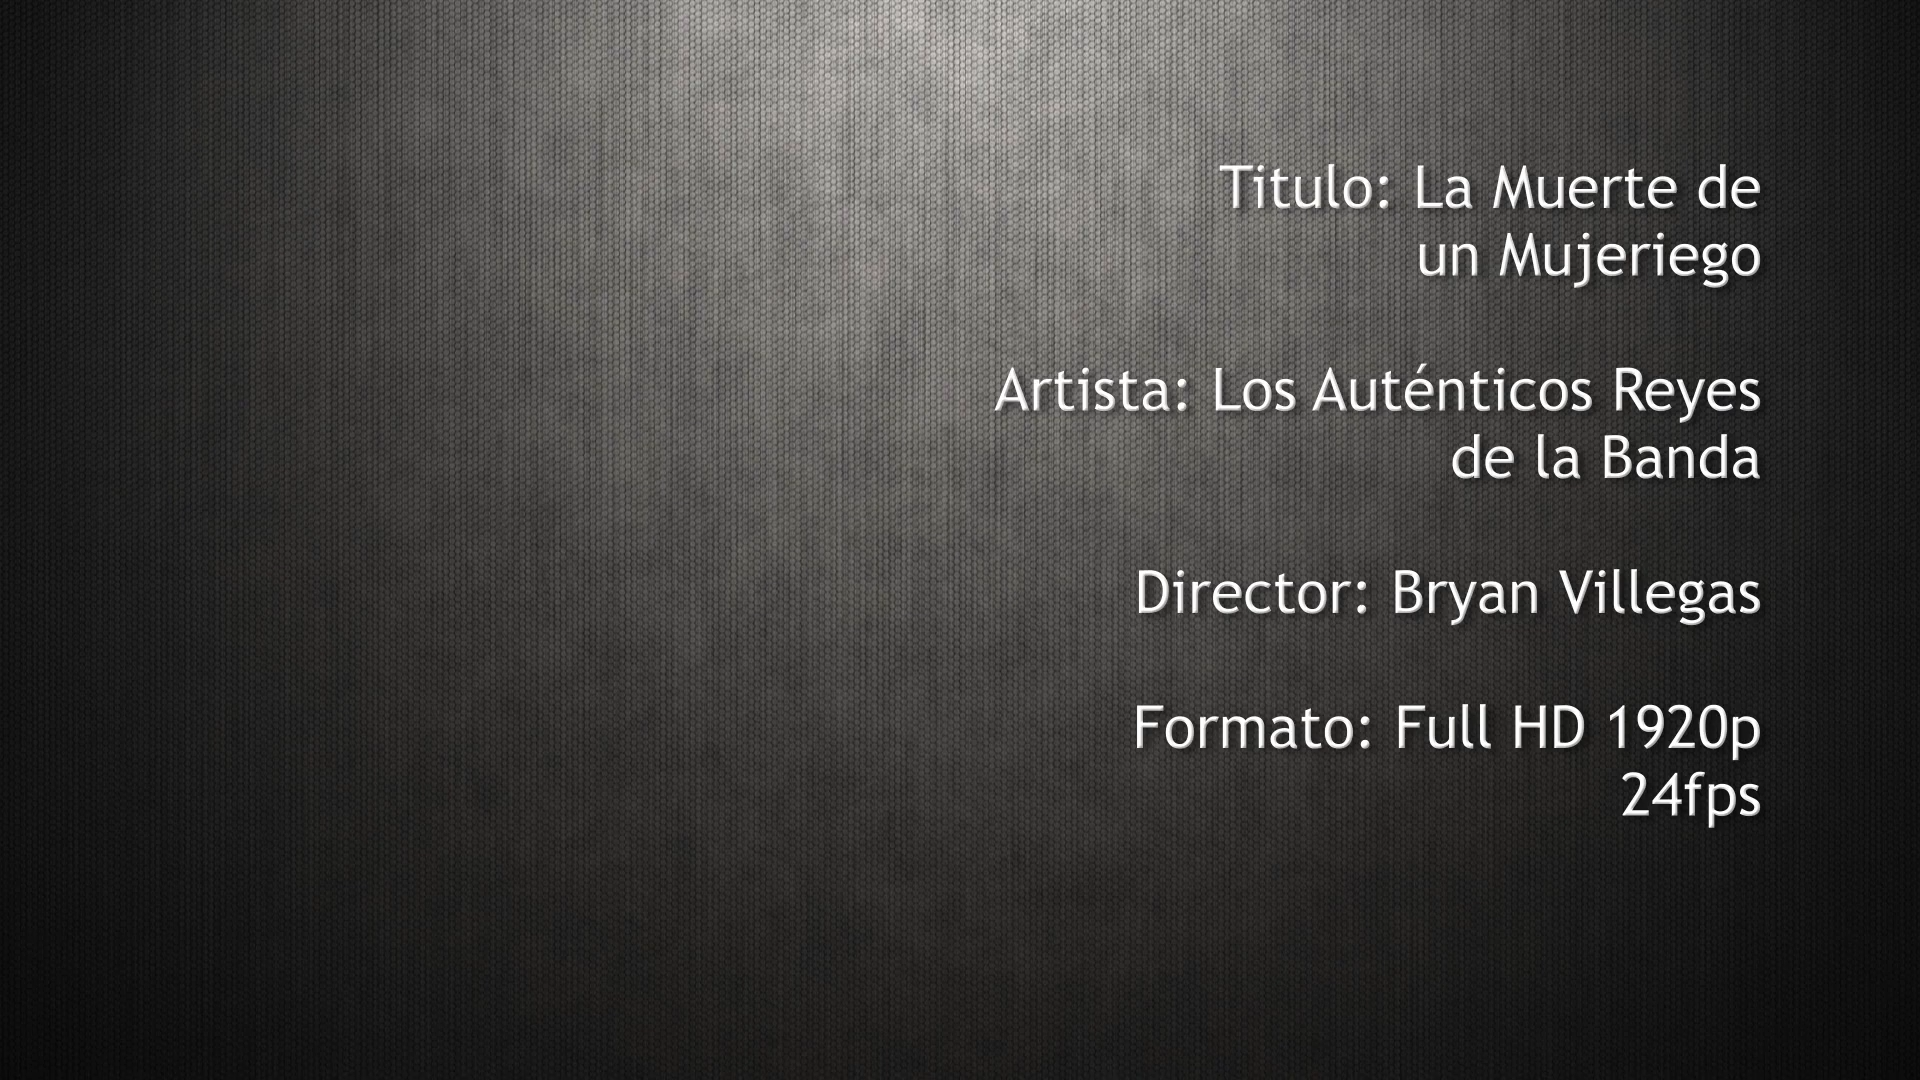 Titulo: La Muerte de
un Mujeriego
Artista: Los Auténticos Reyes
de la Banda
Director: Bryan Villegas
Formato: Full HD 1920p
24fps